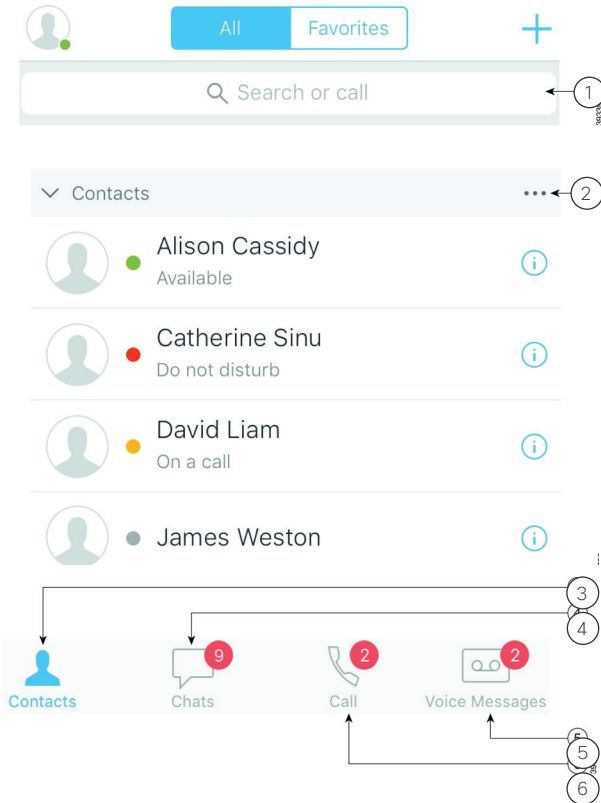 All Favorites
Search or call
1
Contacts
2
Alison Cassidy
Available
Catherine Sinu
Do not disturb
David Liam
On a call
James Weston
3
4
9 2 2
Contacts Chats Call Voice Messages
5
5
6